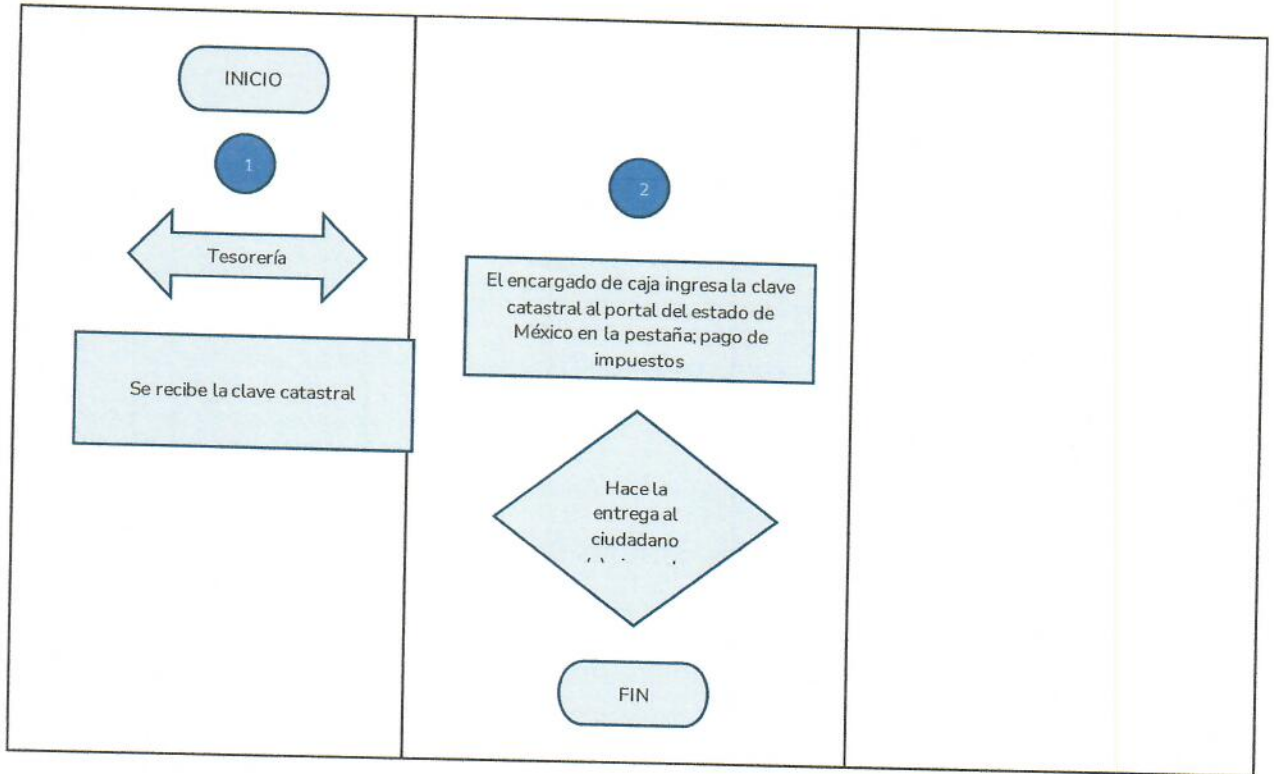 INICIO
1
Tesorería
Se recibe la clave catastral
2
El encargado de caja ingresa la clave
catastral al portal del estado de
México en la pestaña; pago de
impuestos
Hace la
entrega al
ciudadano
FIN